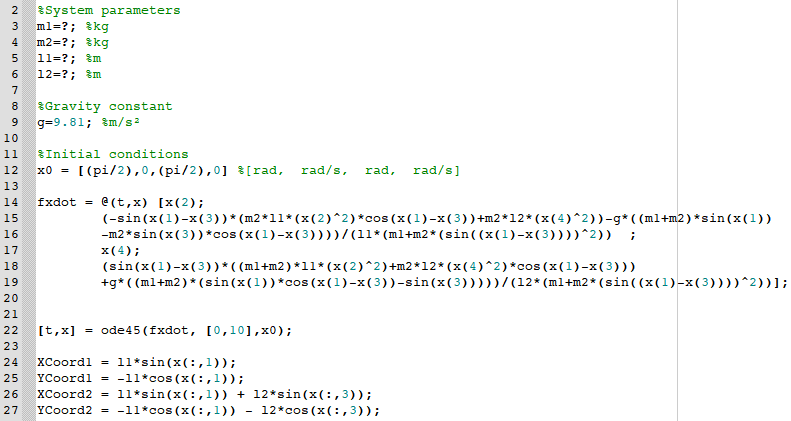 2 %System parameters
3 m1=?; %kg
4 m2=?; %kg
5 l1=?; %m
6 l2=?; %m
7
8 %Gravity constant
9 g=9.81; %m/s²
10
11 %Initial conditions
12 x0 = [(pi/2),0,(pi/2),0] %[rad, rad/s, rad, rad/s]
13
14 fxdot = @(t,x) [x(2);
15 (-sin(x(1)-x(3))*(m2*l1*(x(2)^2)*cos(x(1)-x(3))+m2*l2*(x(4)^2))-g*((m1+m2)*sin(x(1))
16 -m2*sin(x(3))*cos(x(1)-x(3))))/(l1*(m1+m2*(sin((x(1)-x(3))))^2)) ;
17 x(4);
18 (sin(x(1)-x(3))*((m1+m2)*l1*(x(2)^2)+m2*l2*(x(4)^2)*cos(x(1)-x(3)))
19 +g*((m1+m2)*(sin(x(1))*cos(x(1)-x(3))-sin(x(3)))))/(l2*(m1+m2*(sin((x(1)-x(3))))^2))];
20
21
22 [t,x] = ode45(fxdot, [0,10],x0);
23
24 XCoord1 = l1*sin(x(:,1));
25 YCoord1 = -l1*cos(x(:,1));
26 XCoord2 = l1*sin(x(:,1)) + l2*sin(x(:,3));
27 YCoord2 = -l1*cos(x(:,1)) - l2*cos(x(:,3));